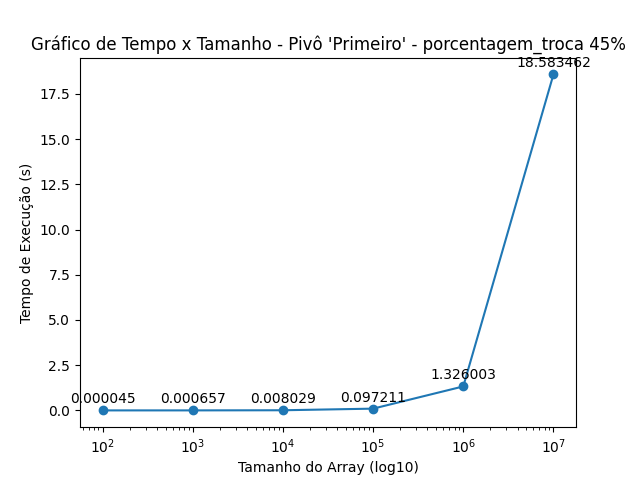 Gráfico de Tempo x Tamanho - Pivô 'Primeiro' - porcentagem_troca 45%
18.583462
17.5
15.0
12.5
10.0
7.5
5.0
2.5
0.0
Tempo de Execução (s)
1.326003
0.000045 0.000657 0.008029 0.097211
10² 10³ 10⁴ 10⁵ 10⁶ 10⁷
Tamanho do Array (log10)